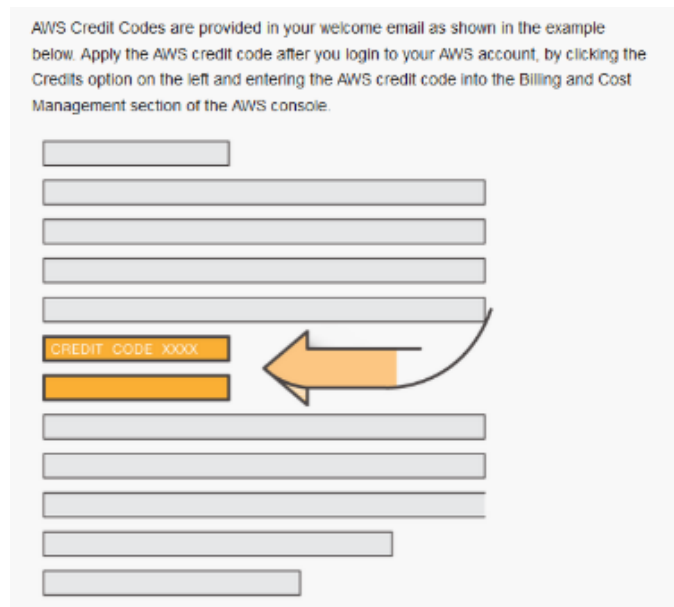 AWS Credit Codes are provided in your welcome email as shown in the example
below. Apply the AWS credit code after you login to your AWS account, by clicking the
Credits option on the left and entering the AWS credit code into the Billing and Cost
Management section of the AWS console.
CREDIT CODE XXXX